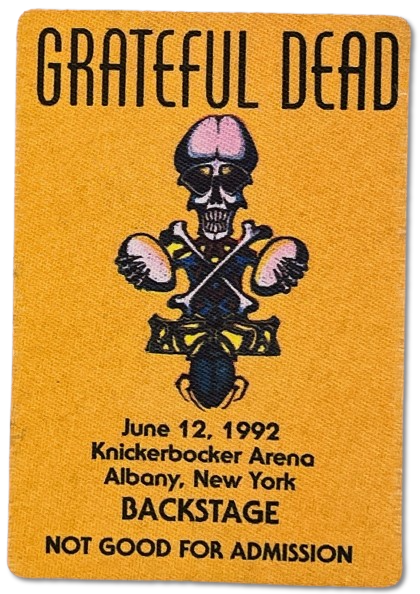 GRATEFUL DEAD
June 12, 1992
Knickerbocker Arena
Albany, New York
BACKSTAGE
NOT GOOD FOR ADMISSION